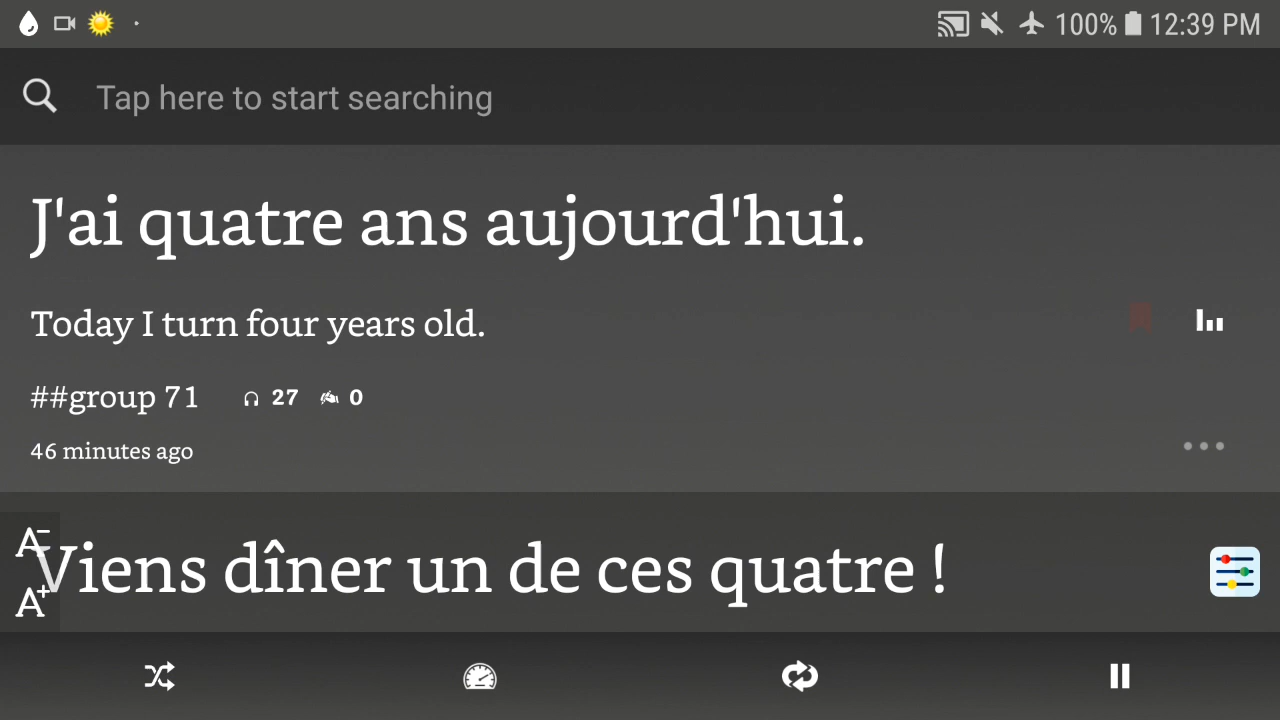 100% 12:39 PM
Tap here to start searching
J'ai quatre ans aujourd'hui.
Today I turn four years old.
##group 71 27 0
46 minutes ago
A-
Viens dîner un de ces quatre !
A+